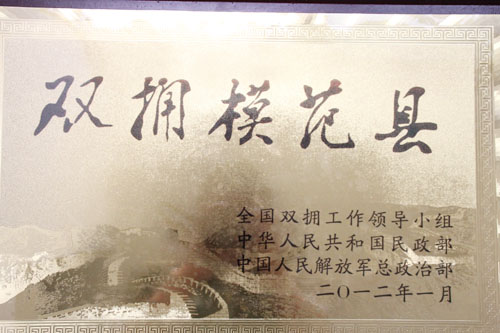 双拥模范县
全国双拥工作领导小组
中华人民共和国民政部
中国人民解放军总政治部
二〇一二年一月